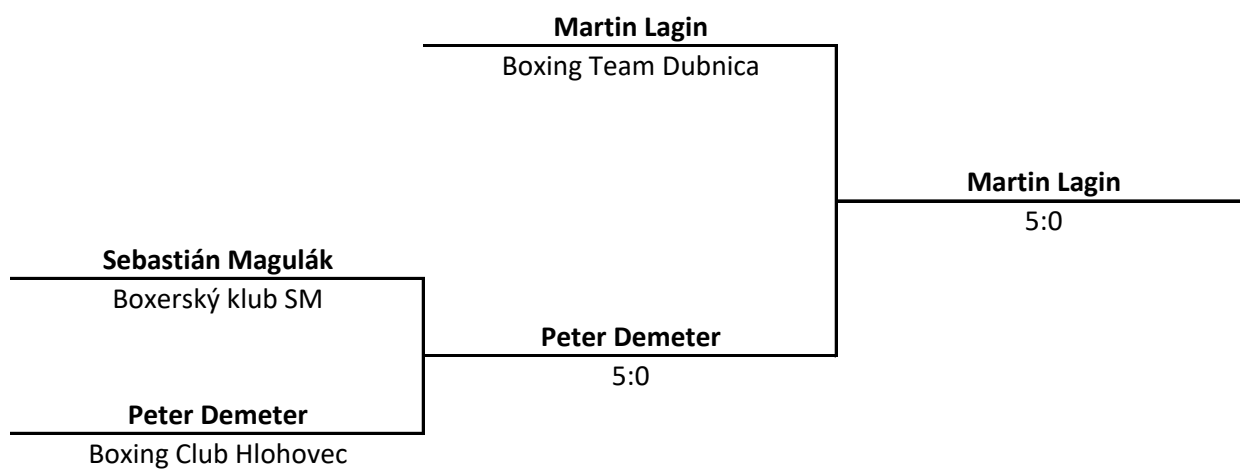 Martin Lagin
Boxing Team Dubnica
Martin Lagin
5:0
Sebastián Magulák
Boxerský klub SM
Peter Demeter
5:0
Peter Demeter
Boxing Club Hlohovec